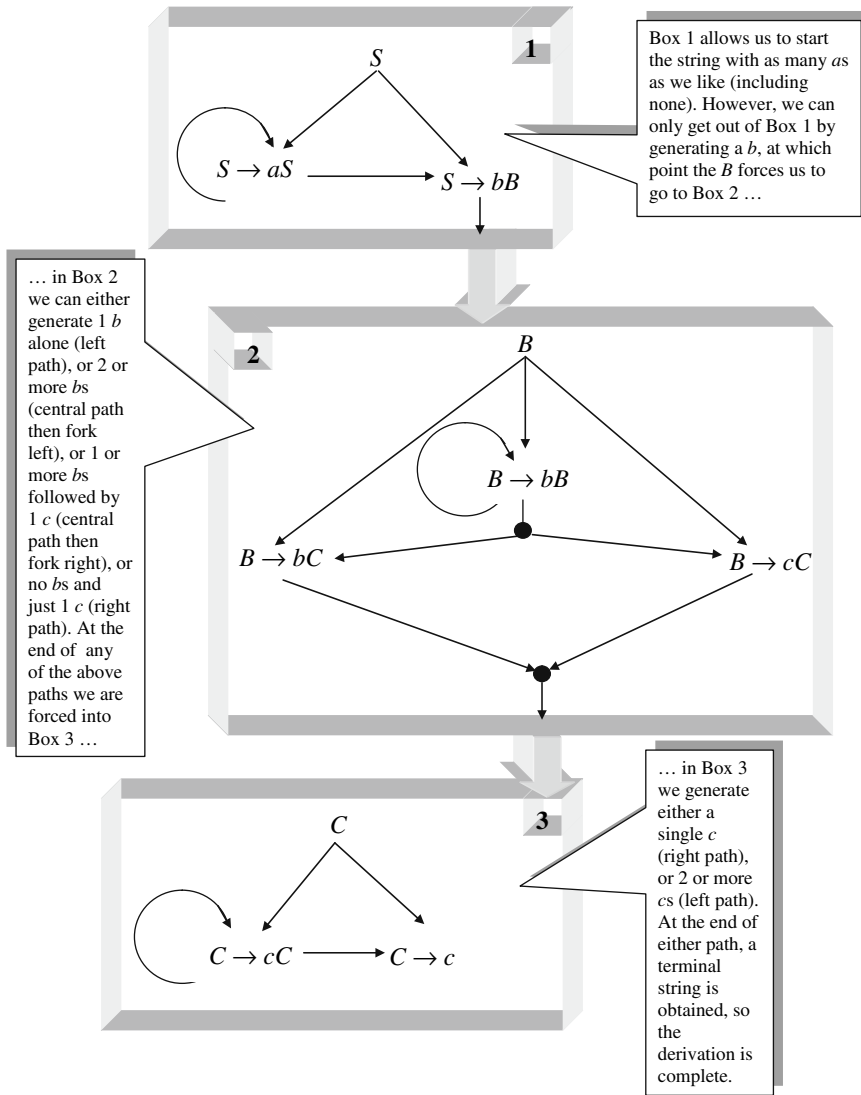 1
S
S → aS
S → bB
Box 1 allows us to start
the string with as many as
as we like (including
none). However, we can
only get out of Box 1 by
generating a b, at which
point the B forces us to
go to Box 2 …
… in Box 2
we can either
generate 1 b
alone (left
path), or 2 or
more bs
(central path
then fork
left), or 1 or
more bs
followed by
1 c (central
path then
fork right), or
no bs and
just 1 c (right
path). At the
end of any
of the above
paths we are
forced into
Box 3 …
2
B
B → bB
B → bC
B → cC
3
C
C → cC
C → c
… in Box 3
we generate
either a
single c
(right path),
or 2 or more
cs (left path).
At the end of
either path, a
terminal
string is
obtained, so
the
derivation is
complete.